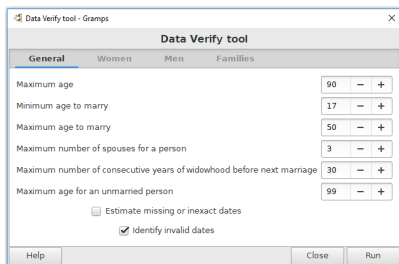 Data Verify tool - Gramps
Data Verify tool
General Women Men Families
Maximum age 90
Minimum age to marry 17
Maximum age to marry 50
Maximum number of spouses for a person 3
Maximum number of consecutive years of widowhood before next marriage 30
Maximum age for an unmarried person 99
Estimate missing or inexact dates
Identify invalid dates
Help Close Run